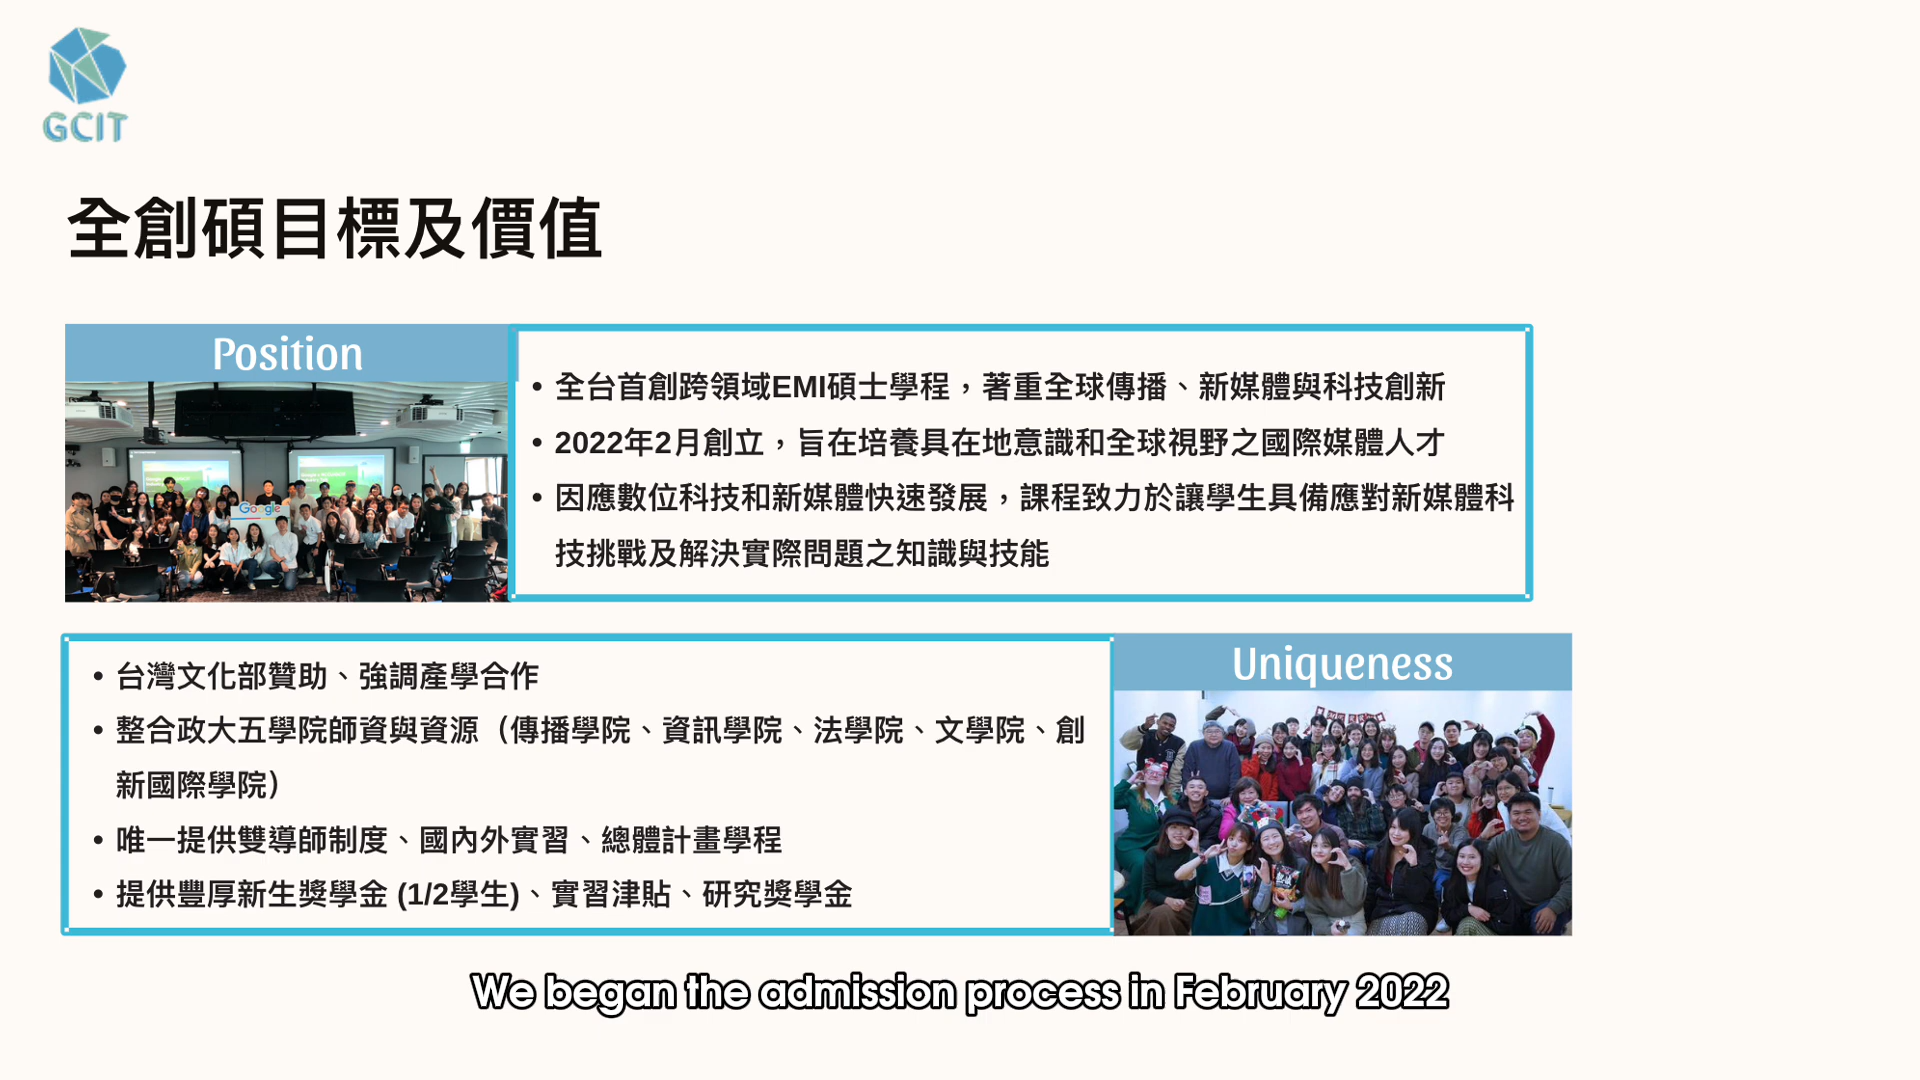 GCIT
全創碩目標及價值
Position
Google
• 全台首創跨領域EMI碩士學程，著重全球傳播、新媒體與科技創新
• 2022年2月創立，旨在培養具在地意識和全球視野之國際媒體人才
• 因應數位科技和新媒體快速發展，課程致力於讓學生具備應對新媒體科
技挑戰及解決實際問題之知識與技能
• 台灣文化部贊助、強調產學合作
• 整合政大五學院師資與資源（傳播學院、資訊學院、法學院、文學院、創
新國際學院）
• 唯一提供雙導師制度、國內外實習、總體計畫學程
• 提供豐厚新生獎學金 (1/2學生)、實習津貼、研究獎學金
Uniqueness
We began the admission process in February 2022